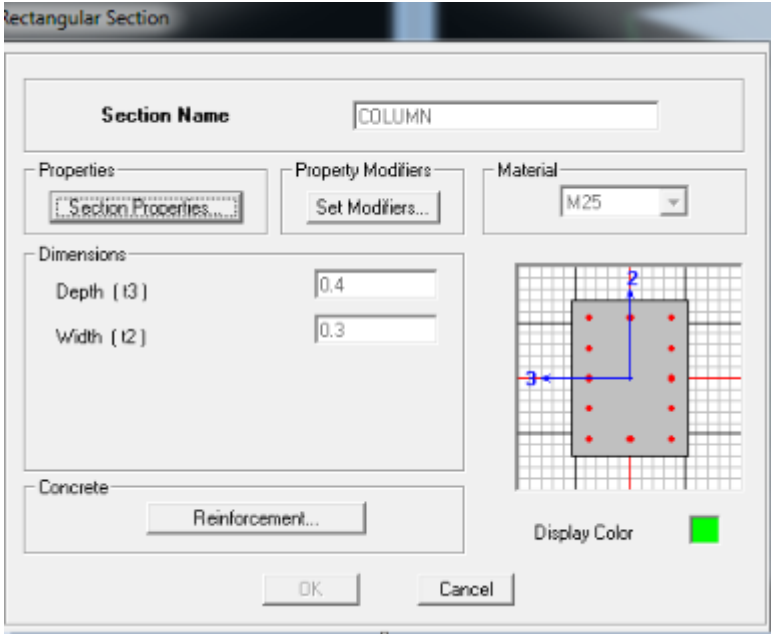 Rectangular Section
Section Name COLUMN
Properties Property Modifiers Material
Section Properties... Set Modifiers... M25
Dimensions
Depth ( t3 ) 0.4
Width ( t2 ) 0.3
2
3
Concrete
Reinforcement...
Display Color
OK Cancel